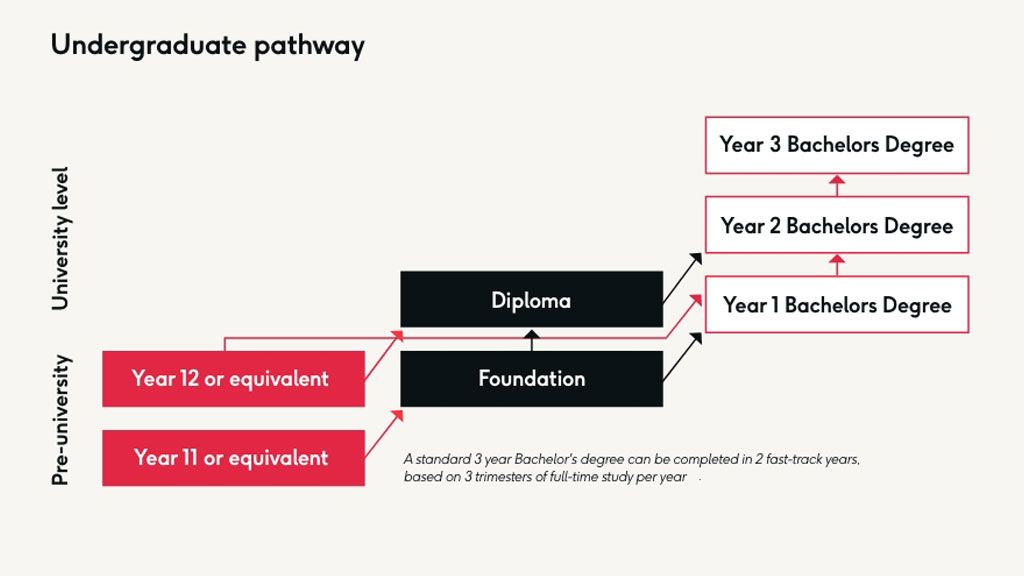 Undergraduate pathway
Year 3 Bachelors Degree
University level
Year 2 Bachelors Degree
Diploma
Year 1 Bachelors Degree
Pre-university
Year 12 or equivalent
Foundation
Year 11 or equivalent
A standard 3 year Bachelor's degree can be completed in 2 fast-track years,
based on 3 trimesters of full-time study per year .